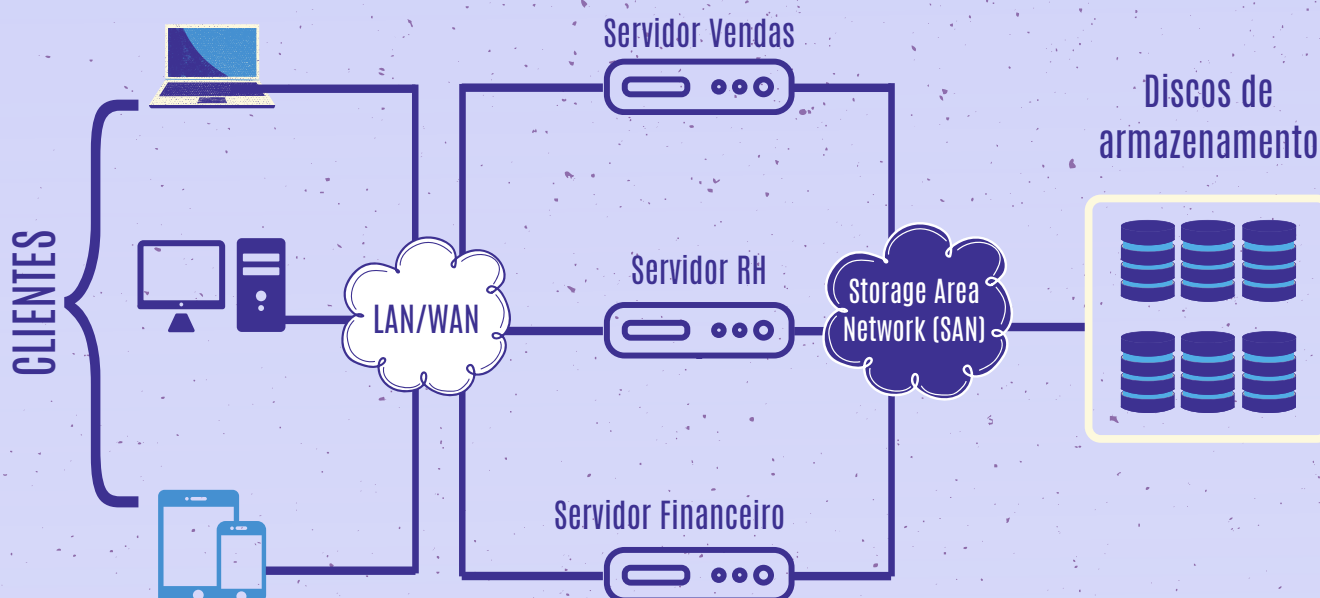 Servidor Vendas
Discos de
armazenamento
CLIENTES
LAN/WAN
Servidor RH
Storage Area
Network (SAN)
Servidor Financeiro